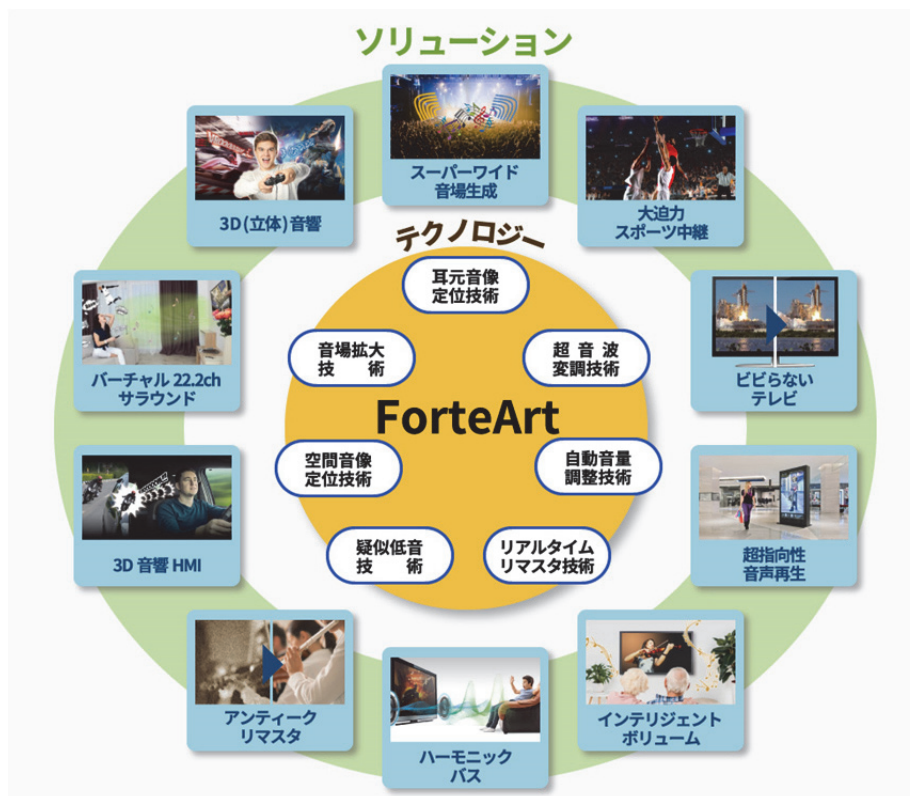 ソリューション
スーパーワイド
音場生成
大迫力
スポーツ中継
ビビらない
テレビ
超指向性
音声再生
インテリジェント
ボリューム
ハーモニック
バス
アンティーク
リマスタ
3D 音響 HMI
バーチャル 22.2ch
サラウンド
3D(立体)音響
テクノロジー
耳元音像
定位技術
超音波
変調技術
自動音量
調整技術
リアルタイム
リマスタ技術
疑似低音
技術
空間音像
定位技術
音場拡大
技術
ForteArt